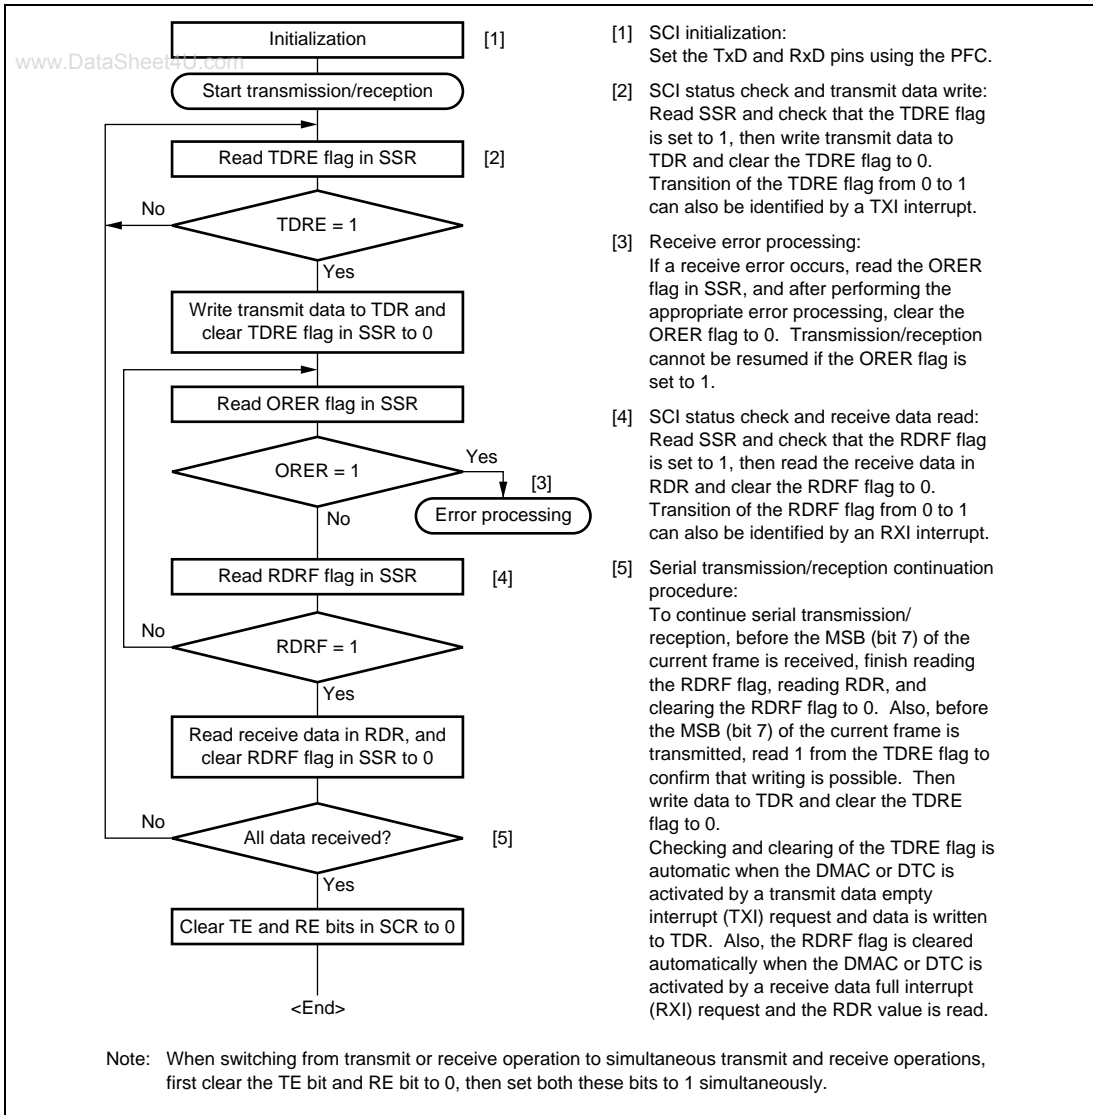 Initialization
[1]
www.DataSheet4U.com
Start transmission/reception
Read TDRE flag in SSR
[2]
No
TDRE = 1
Yes
Write transmit data to TDR and
clear TDRE flag in SSR to 0
Read ORER flag in SSR
ORER = 1
Yes
[3]
Error processing
No
Read RDRF flag in SSR
[4]
No
RDRF = 1
Yes
Read receive data in RDR, and
clear RDRF flag in SSR to 0
No
All data received?
[5]
Yes
Clear TE and RE bits in SCR to 0
<End>
[1] SCI initialization:
Set the TxD and RxD pins using the PFC.
[2] SCI status check and transmit data write:
Read SSR and check that the TDRE flag
is set to 1, then write transmit data to
TDR and clear the TDRE flag to 0.
Transition of the TDRE flag from 0 to 1
can also be identified by a TXI interrupt.
[3] Receive error processing:
If a receive error occurs, read the ORER
flag in SSR, and after performing the
appropriate error processing, clear the
ORER flag to 0. Transmission/reception
cannot be resumed if the ORER flag is
set to 1.
[4] SCI status check and receive data read:
Read SSR and check that the RDRF flag
is set to 1, then read the receive data in
RDR and clear the RDRF flag to 0.
Transition of the RDRF flag from 0 to 1
can also be identified by an RXI interrupt.
[5] Serial transmission/reception continuation
procedure:
To continue serial transmission/
reception, before the MSB (bit 7) of the
current frame is received, finish reading
the RDRF flag, reading RDR, and
clearing the RDRF flag to 0. Also, before
the MSB (bit 7) of the current frame is
transmitted, read 1 from the TDRE flag to
confirm that writing is possible. Then
write data to TDR and clear the TDRE
flag to 0.
Checking and clearing of the TDRE flag is
automatic when the DMAC or DTC is
activated by a transmit data empty
interrupt (TXI) request and data is written
to TDR. Also, the RDRF flag is cleared
automatically when the DMAC or DTC is
activated by a receive data full interrupt
(RXI) request and the RDR value is read.
Note: When switching from transmit or receive operation to simultaneous transmit and receive operations,
first clear the TE bit and RE bit to 0, then set both these bits to 1 simultaneously.